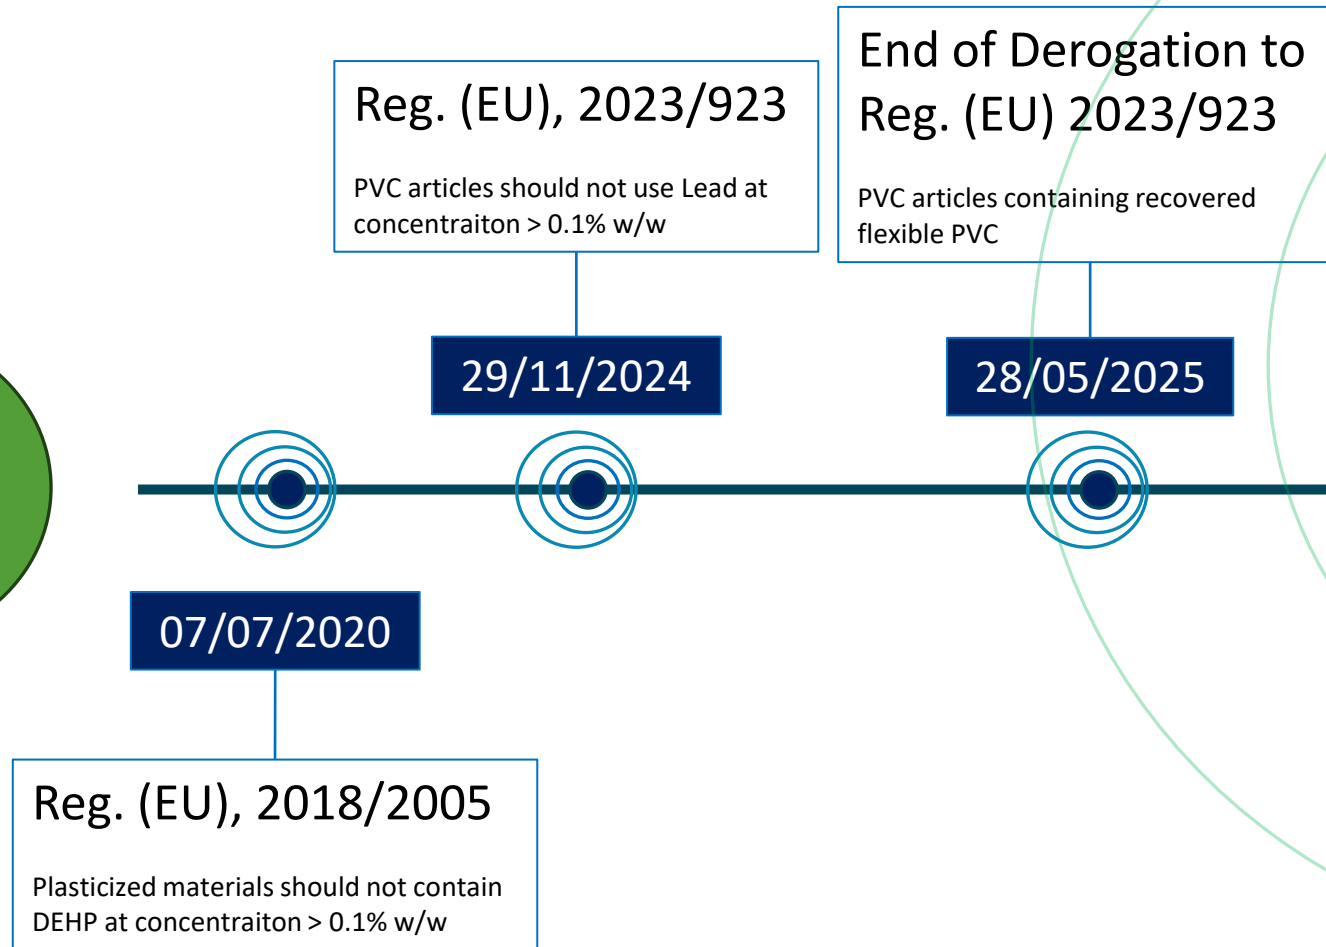 Reg. (EU), 2023/923
PVC articles should not use Lead at
concentraiton > 0.1% w/w
29/11/2024
End of Derogation to
Reg. (EU) 2023/923
PVC articles containing recovered
flexible PVC
28/05/2025
07/07/2020
Reg. (EU), 2018/2005
Plasticized materials should not contain
DEHP at concentraiton > 0.1% w/w